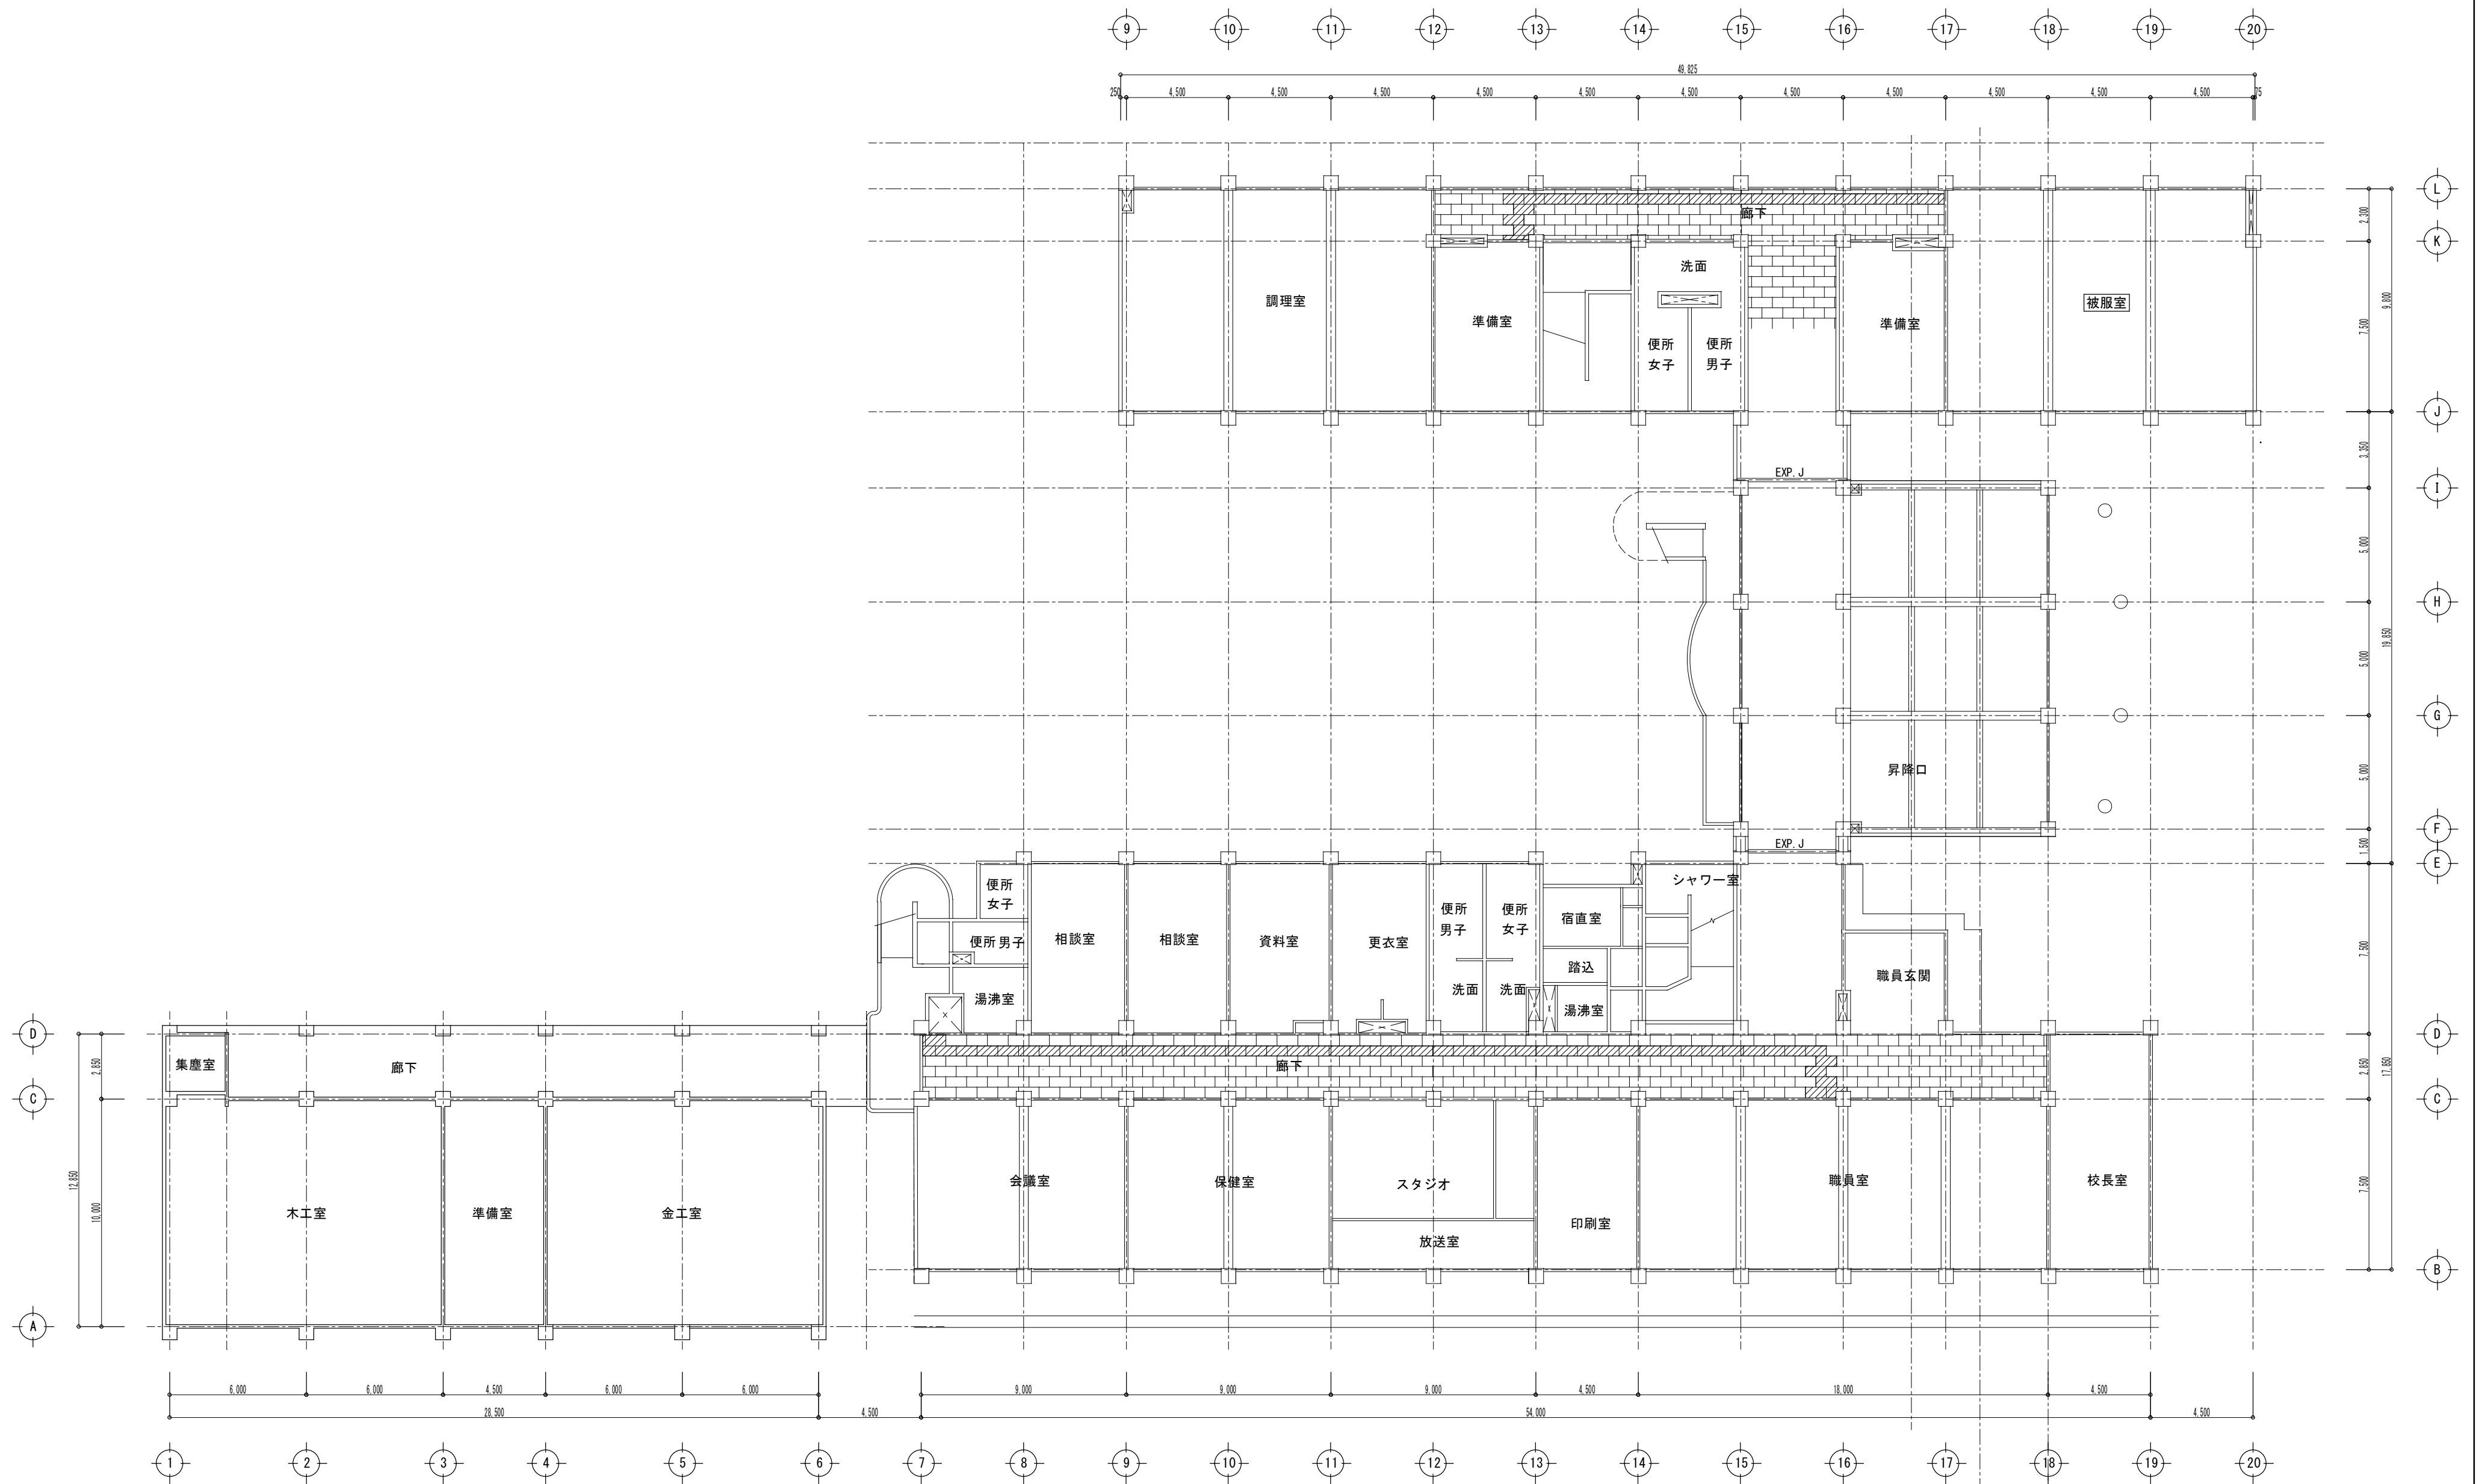 9 10 11 12 13 14 15 16 17 18 19 20
49,825
250 4,500 4,500 4,500 4,500 4,500 4,500 4,500 4,500 4,500 4,500 4,500 75
L
2,300
廊下
K
洗面
調理室
被服室
9,800
準備室
準備室
7,500
便所
女子
便所
男子
J
3,350
EXP.J
I
5,000
H
19,850
5,000
G
昇降口
5,000
F
1,500
EXP.J
E
シャワー室
便所
女子
便所
男子
便所
女子
宿直室
便所 男子
相談室
相談室
資料室
更衣室
7,500
踏込
職員玄関
洗面
洗面
湯沸室
湯沸室
D
D
集塵室
廊下
廊下
2,850
2,850
17,850
C
C
会議室
保健室
スタジオ
職員室
校長室
12,850
10,000
7,500
木工室
準備室
金工室
印刷室
放送室
B
A
6,000 6,000 4,500 6,000 6,000 9,000 9,000 9,000 4,500 18,000 4,500
28,500 4,500 54,000 4,500
1 2 3 4 5 6 7 8 9 10 11 12 13 14 15 16 17 18 19 20